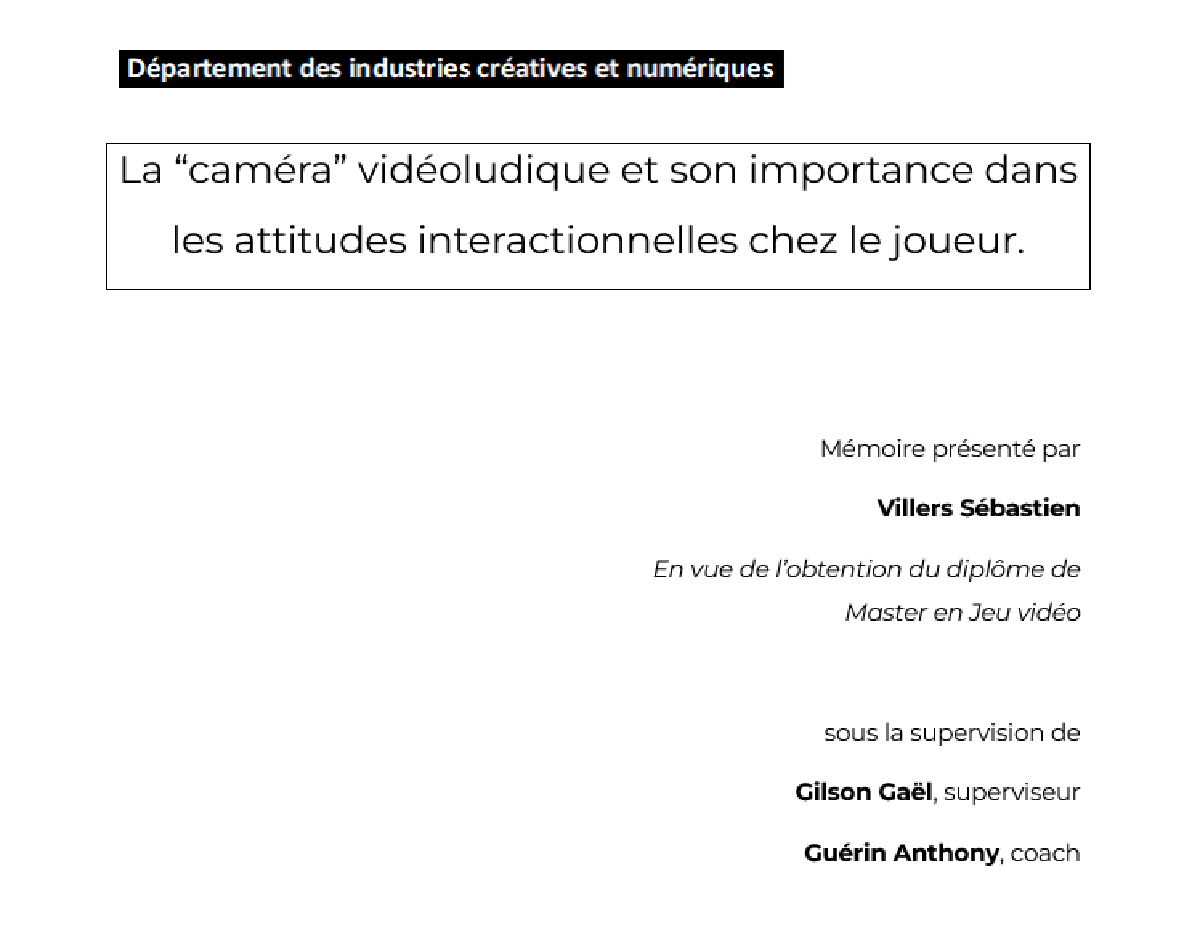 Département des industries créatives et numériques
La “caméra” vidéoludique et son importance dans
les attitudes interactionnelles chez le joueur.
Mémoire présenté par
Villers Sébastien
En vue de l’obtention du diplôme de
Master en Jeu vidéo
sous la supervision de
Gilson Gaël, superviseur
Guérin Anthony, coach